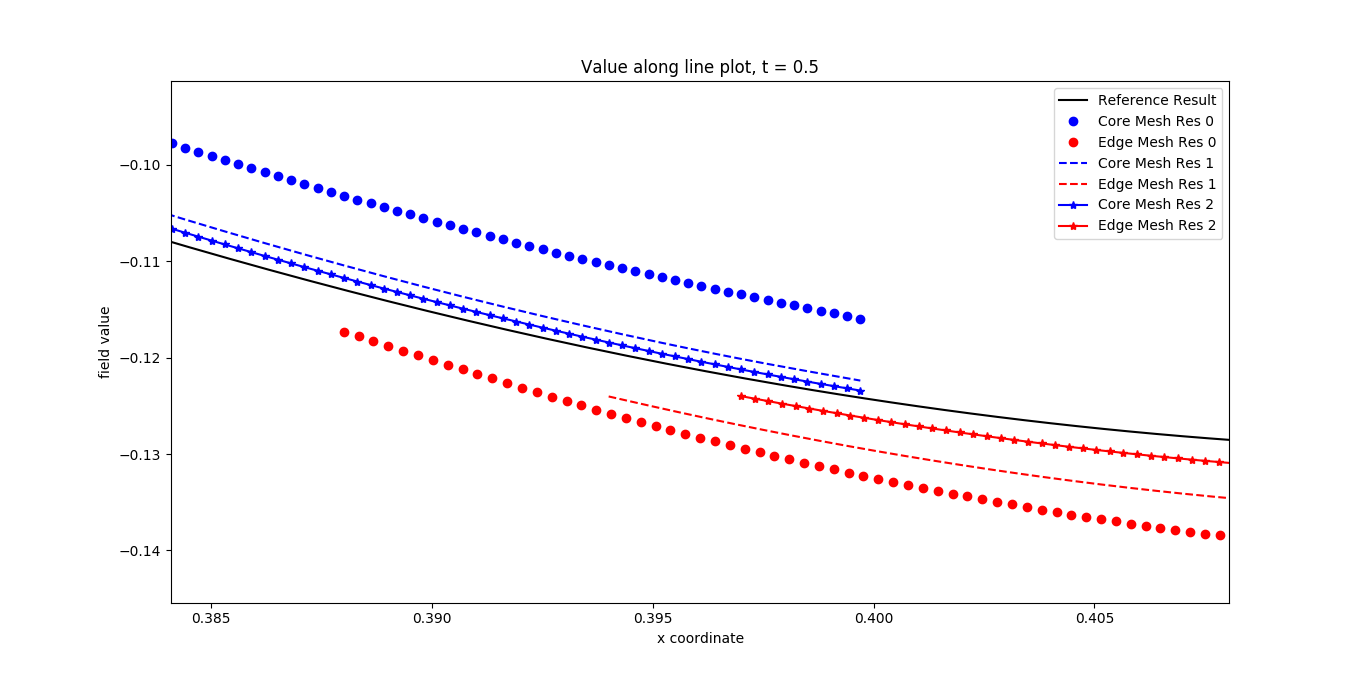 Value along line plot, t = 0.5
Reference Result
Core Mesh Res 0
Edge Mesh Res 0
Core Mesh Res 1
Edge Mesh Res 1
Core Mesh Res 2
Edge Mesh Res 2
field value
−0.10
−0.11
−0.12
−0.13
−0.14
0.385 0.390 0.395 0.400 0.405
x coordinate